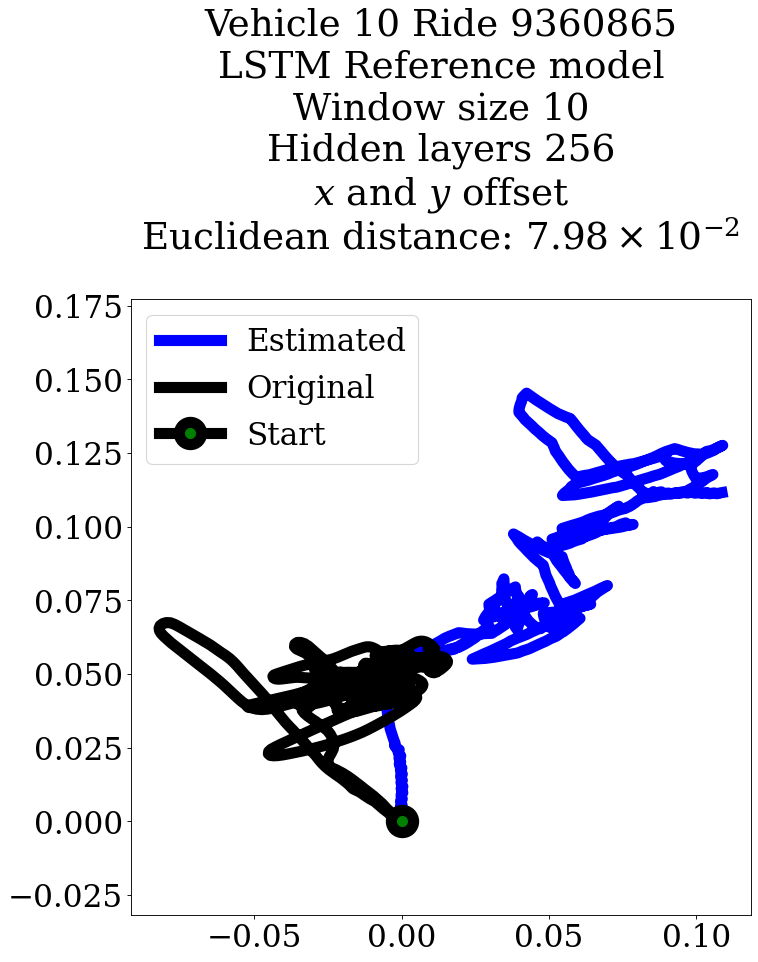 Vehicle 10 Ride 9360865
LSTM Reference model
Window size 10
Hidden layers 256
x and y offset
Euclidean distance: 7.98 × 10⁻²
0.175
0.150
0.125
0.100
0.075
0.050
0.025
0.000
−0.025
Estimated
Original
Start
−0.05
0.00
0.05
0.10